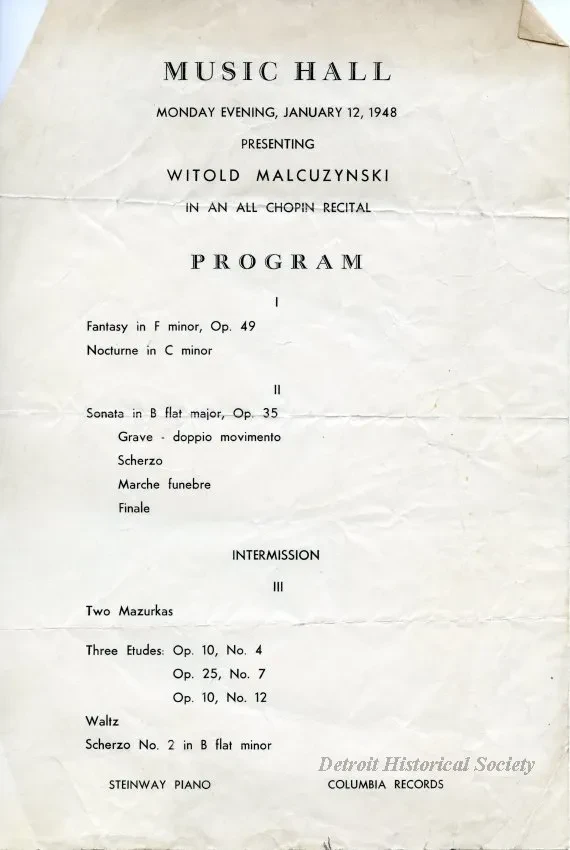 MUSIC HALL
MONDAY EVENING, JANUARY 12, 1948
PRESENTING
WITOLD MALCUZYNSKI
IN AN ALL CHOPIN RECITAL
PROGRAM
I
Fantasy in F minor, Op. 49
Nocturne in C minor
II
Sonata in B flat major, Op. 35
Grave - doppio movimento
Scherzo
Marche funebre
Finale
INTERMISSION
III
Two Mazurkas
Three Etudes: Op. 10, No. 4
Op. 25, No. 7
Op. 10, No. 12
Waltz
Scherzo No. 2 in B flat minor
Detroit Historical Society
STEINWAY PIANO COLUMBIA RECORDS